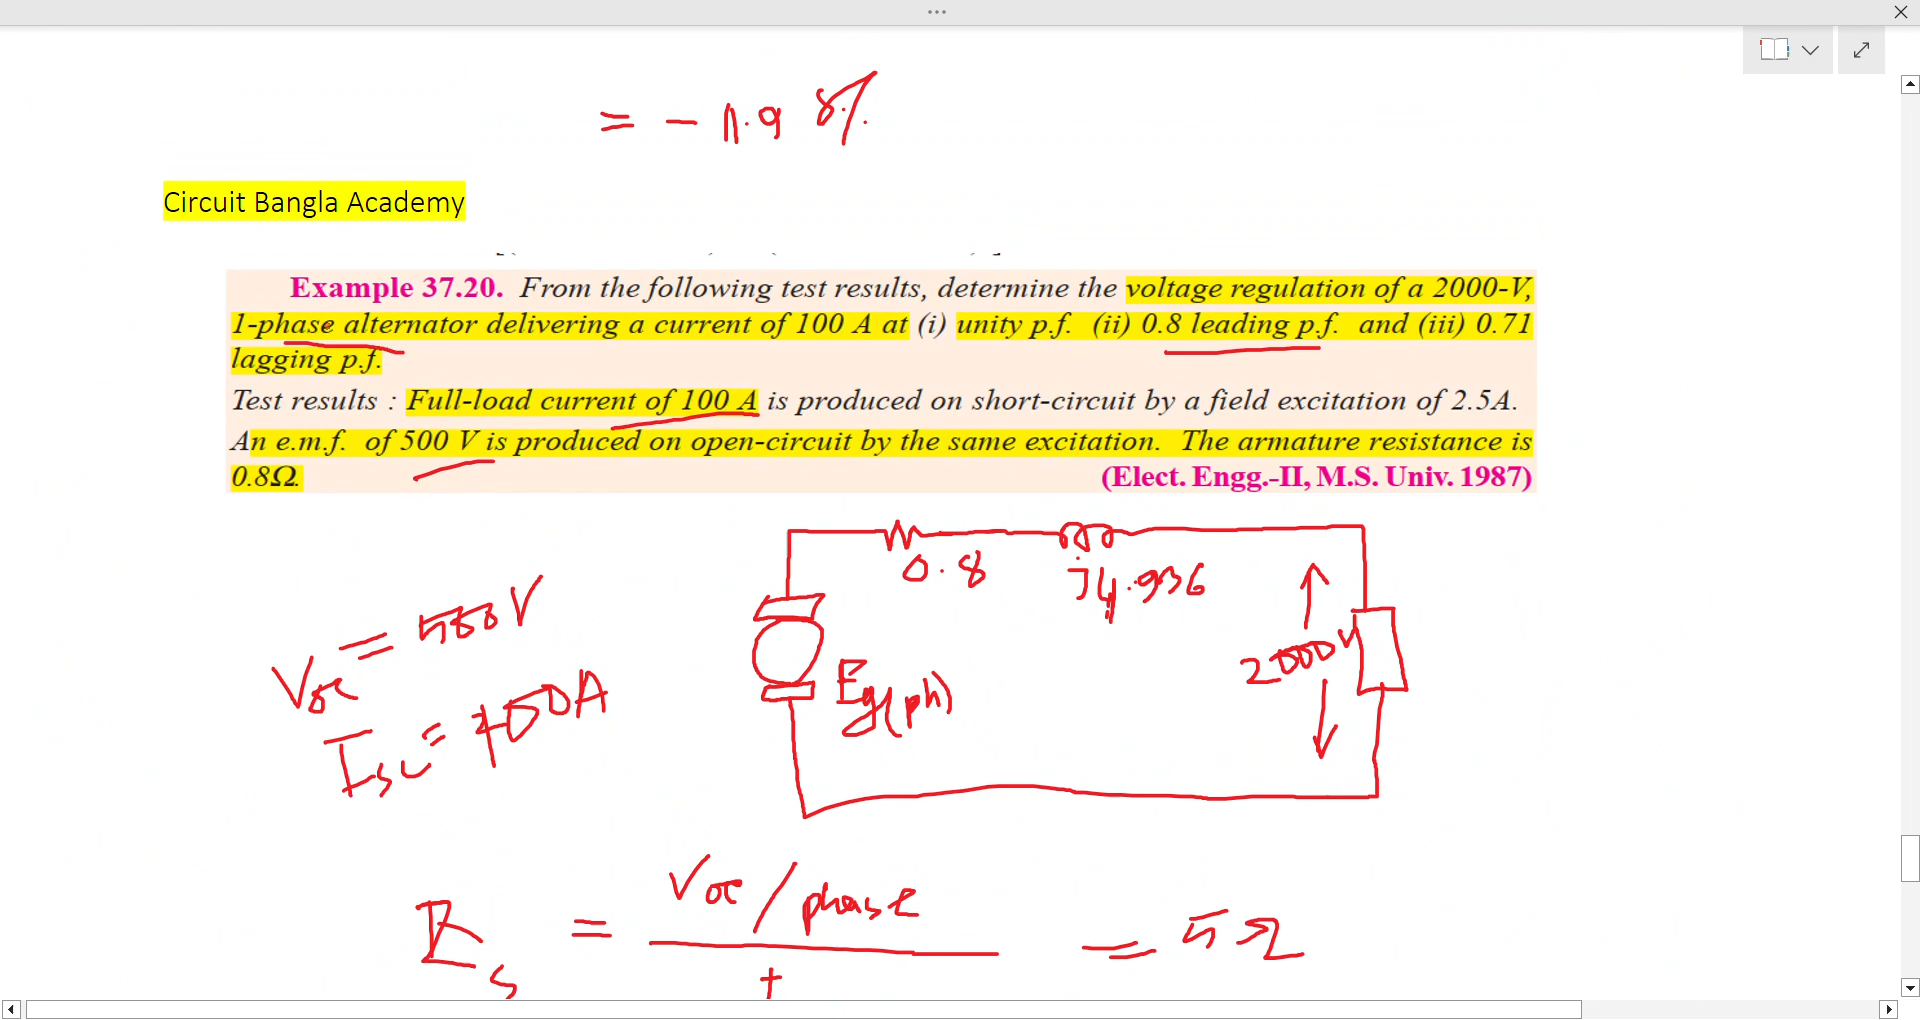 = - 11.9 8%
Circuit Bangla Academy
Example 37.20. From the following test results, determine the voltage regulation of a 2000-V,
1-phase alternator delivering a current of 100 A at (i) unity p.f. (ii) 0.8 leading p.f. and (iii) 0.71
lagging p.f.
Test results : Full-load current of 100 A is produced on short-circuit by a field excitation of 2.5A.
An e.m.f. of 500 V is produced on open-circuit by the same excitation. The armature resistance is
0.8Ω.
(Elect. Engg.-II, M.S. Univ. 1987)
0.8
J4.936
Voc = 500V
2000V
Eg(ph)
Isc = 100A
Voc/phase
= = 5Ω